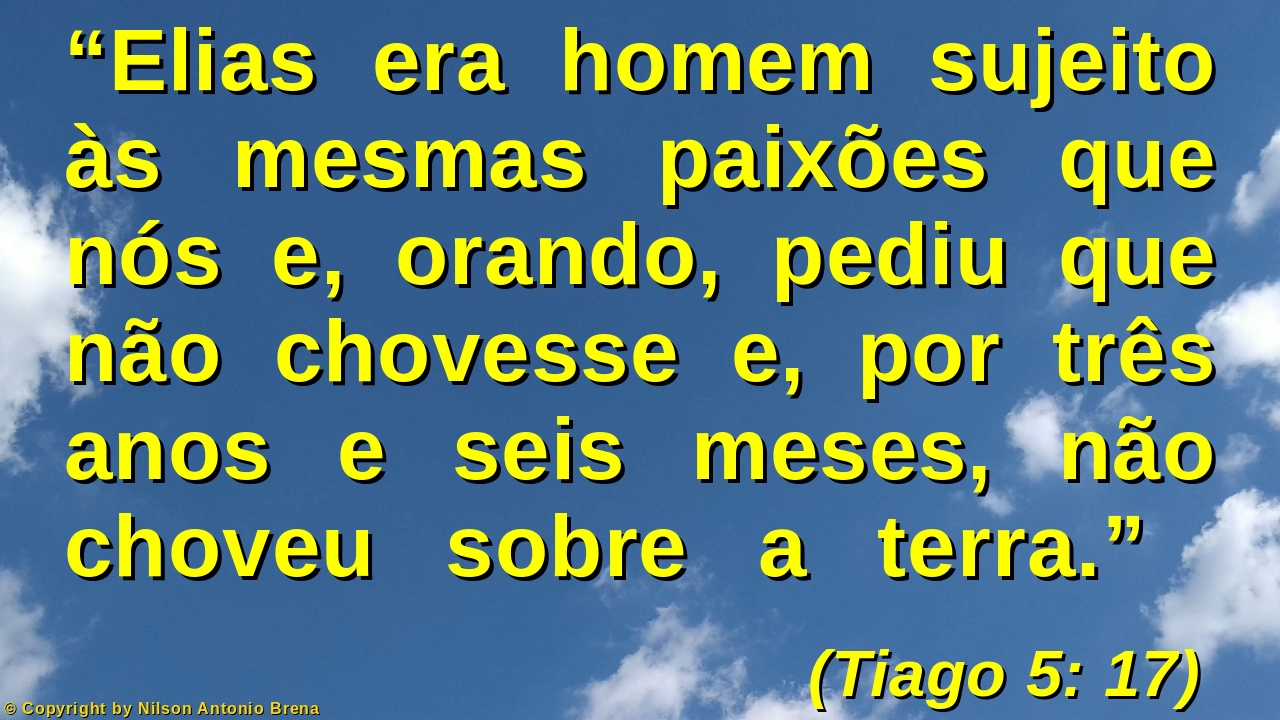 “Elias era homem sujeito
às mesmas paixões que
nós e, orando, pediu que
não chovesse e, por três
anos e seis meses, não
choveu sobre a terra.”
(Tiago 5: 17)
© Copyright by Nilson Antonio Brena